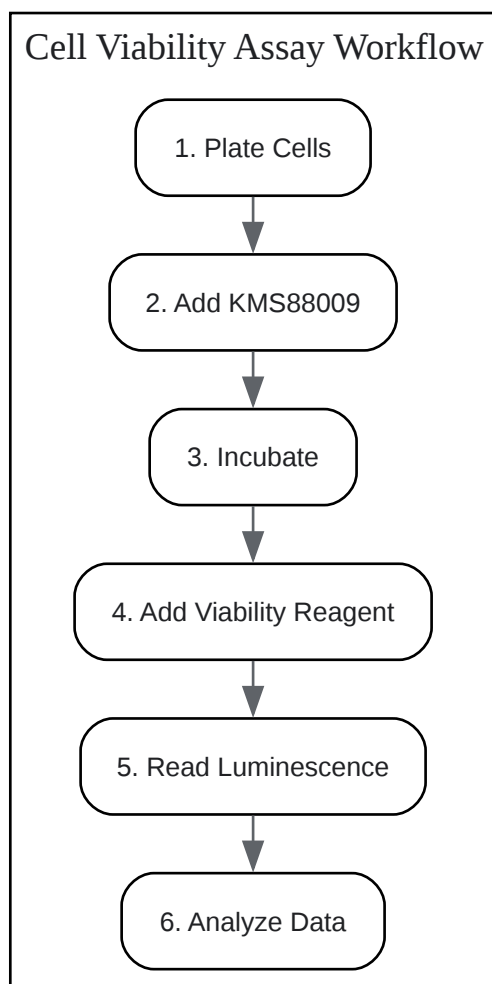 Cell Viability Assay Workflow
1. Plate Cells
2. Add KMS88009
3. Incubate
4. Add Viability Reagent
5. Read Luminescence
6. Analyze Data